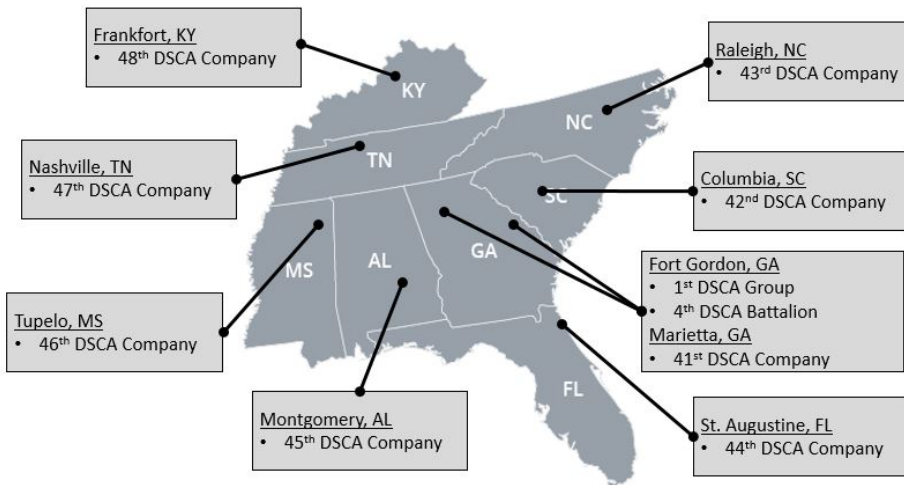 Frankfort, KY
• 48th DSCA Company
Raleigh, NC
• 43rd DSCA Company
KY
NC
TN
Nashville, TN
• 47th DSCA Company
Columbia, SC
• 42nd DSCA Company
SC
MS
AL
GA
Fort Gordon, GA
• 1st DSCA Group
• 4th DSCA Battalion
Marietta, GA
• 41st DSCA Company
Tupelo, MS
• 46th DSCA Company
FL
Montgomery, AL
• 45th DSCA Company
St. Augustine, FL
• 44th DSCA Company